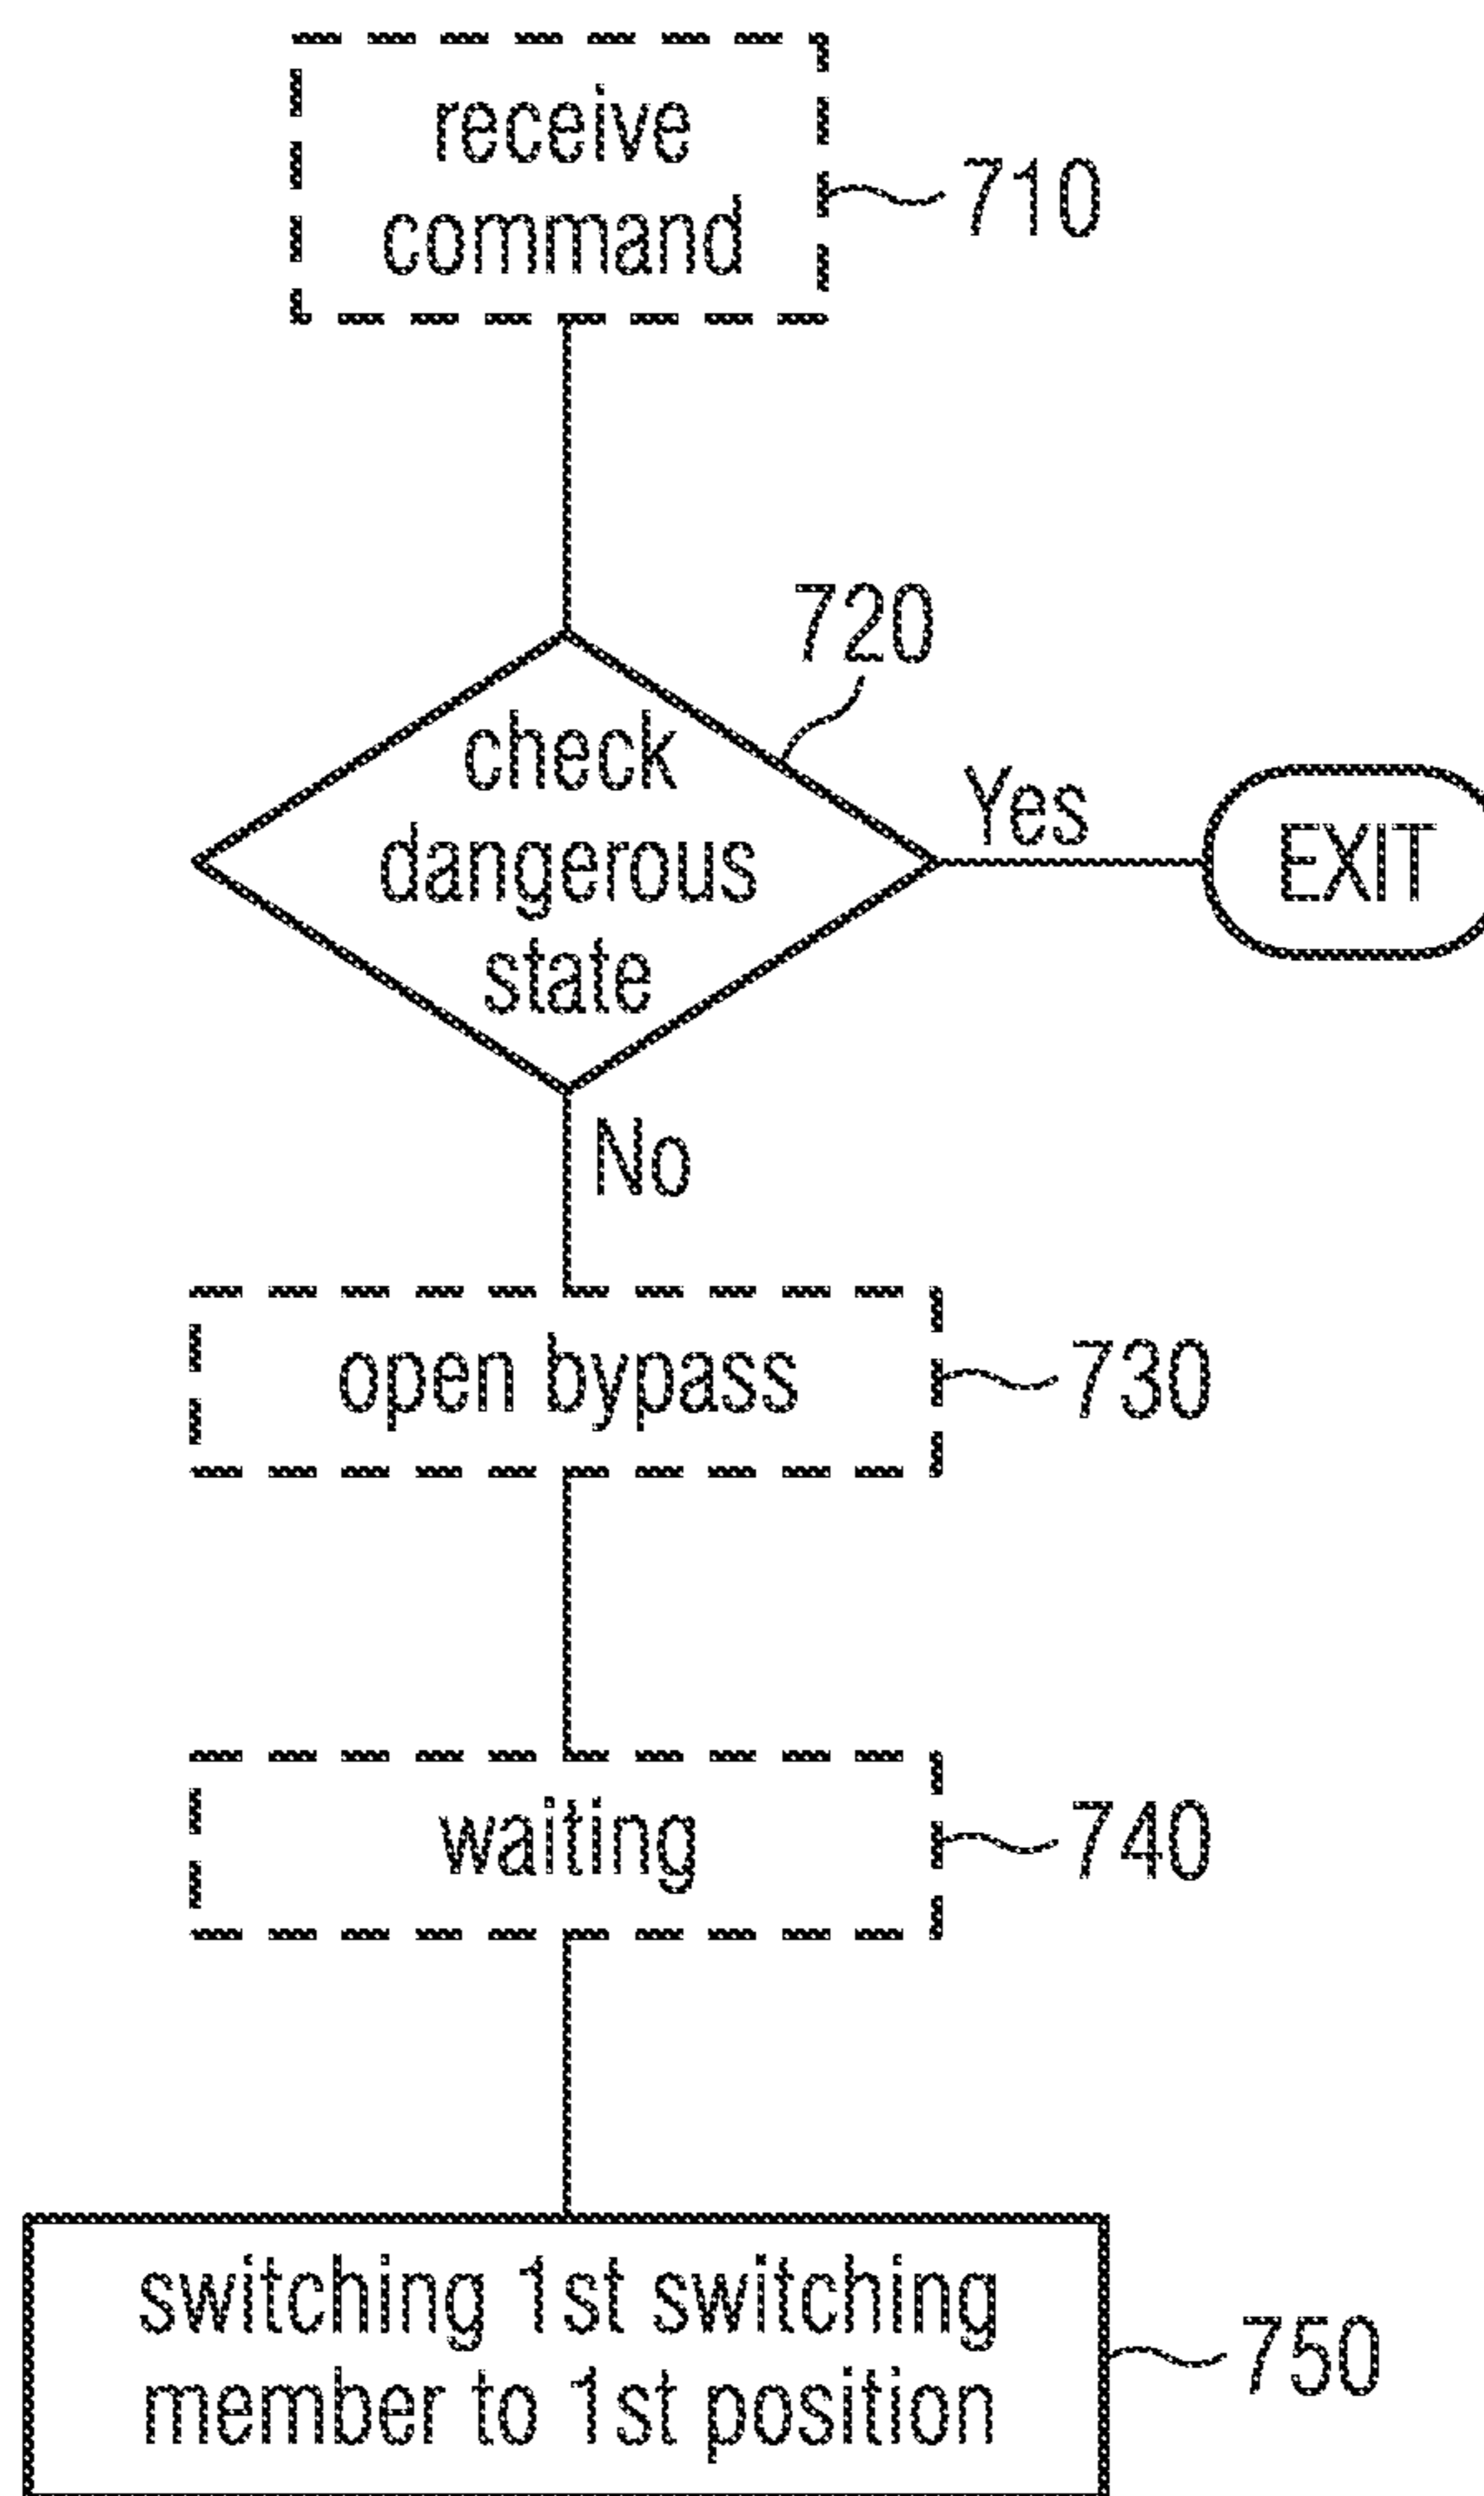 receive
command
710
720
check
dangerous
state
Yes
EXIT
No
open bypass
730
waiting
740
switching 1st switching
member to 1st position
750